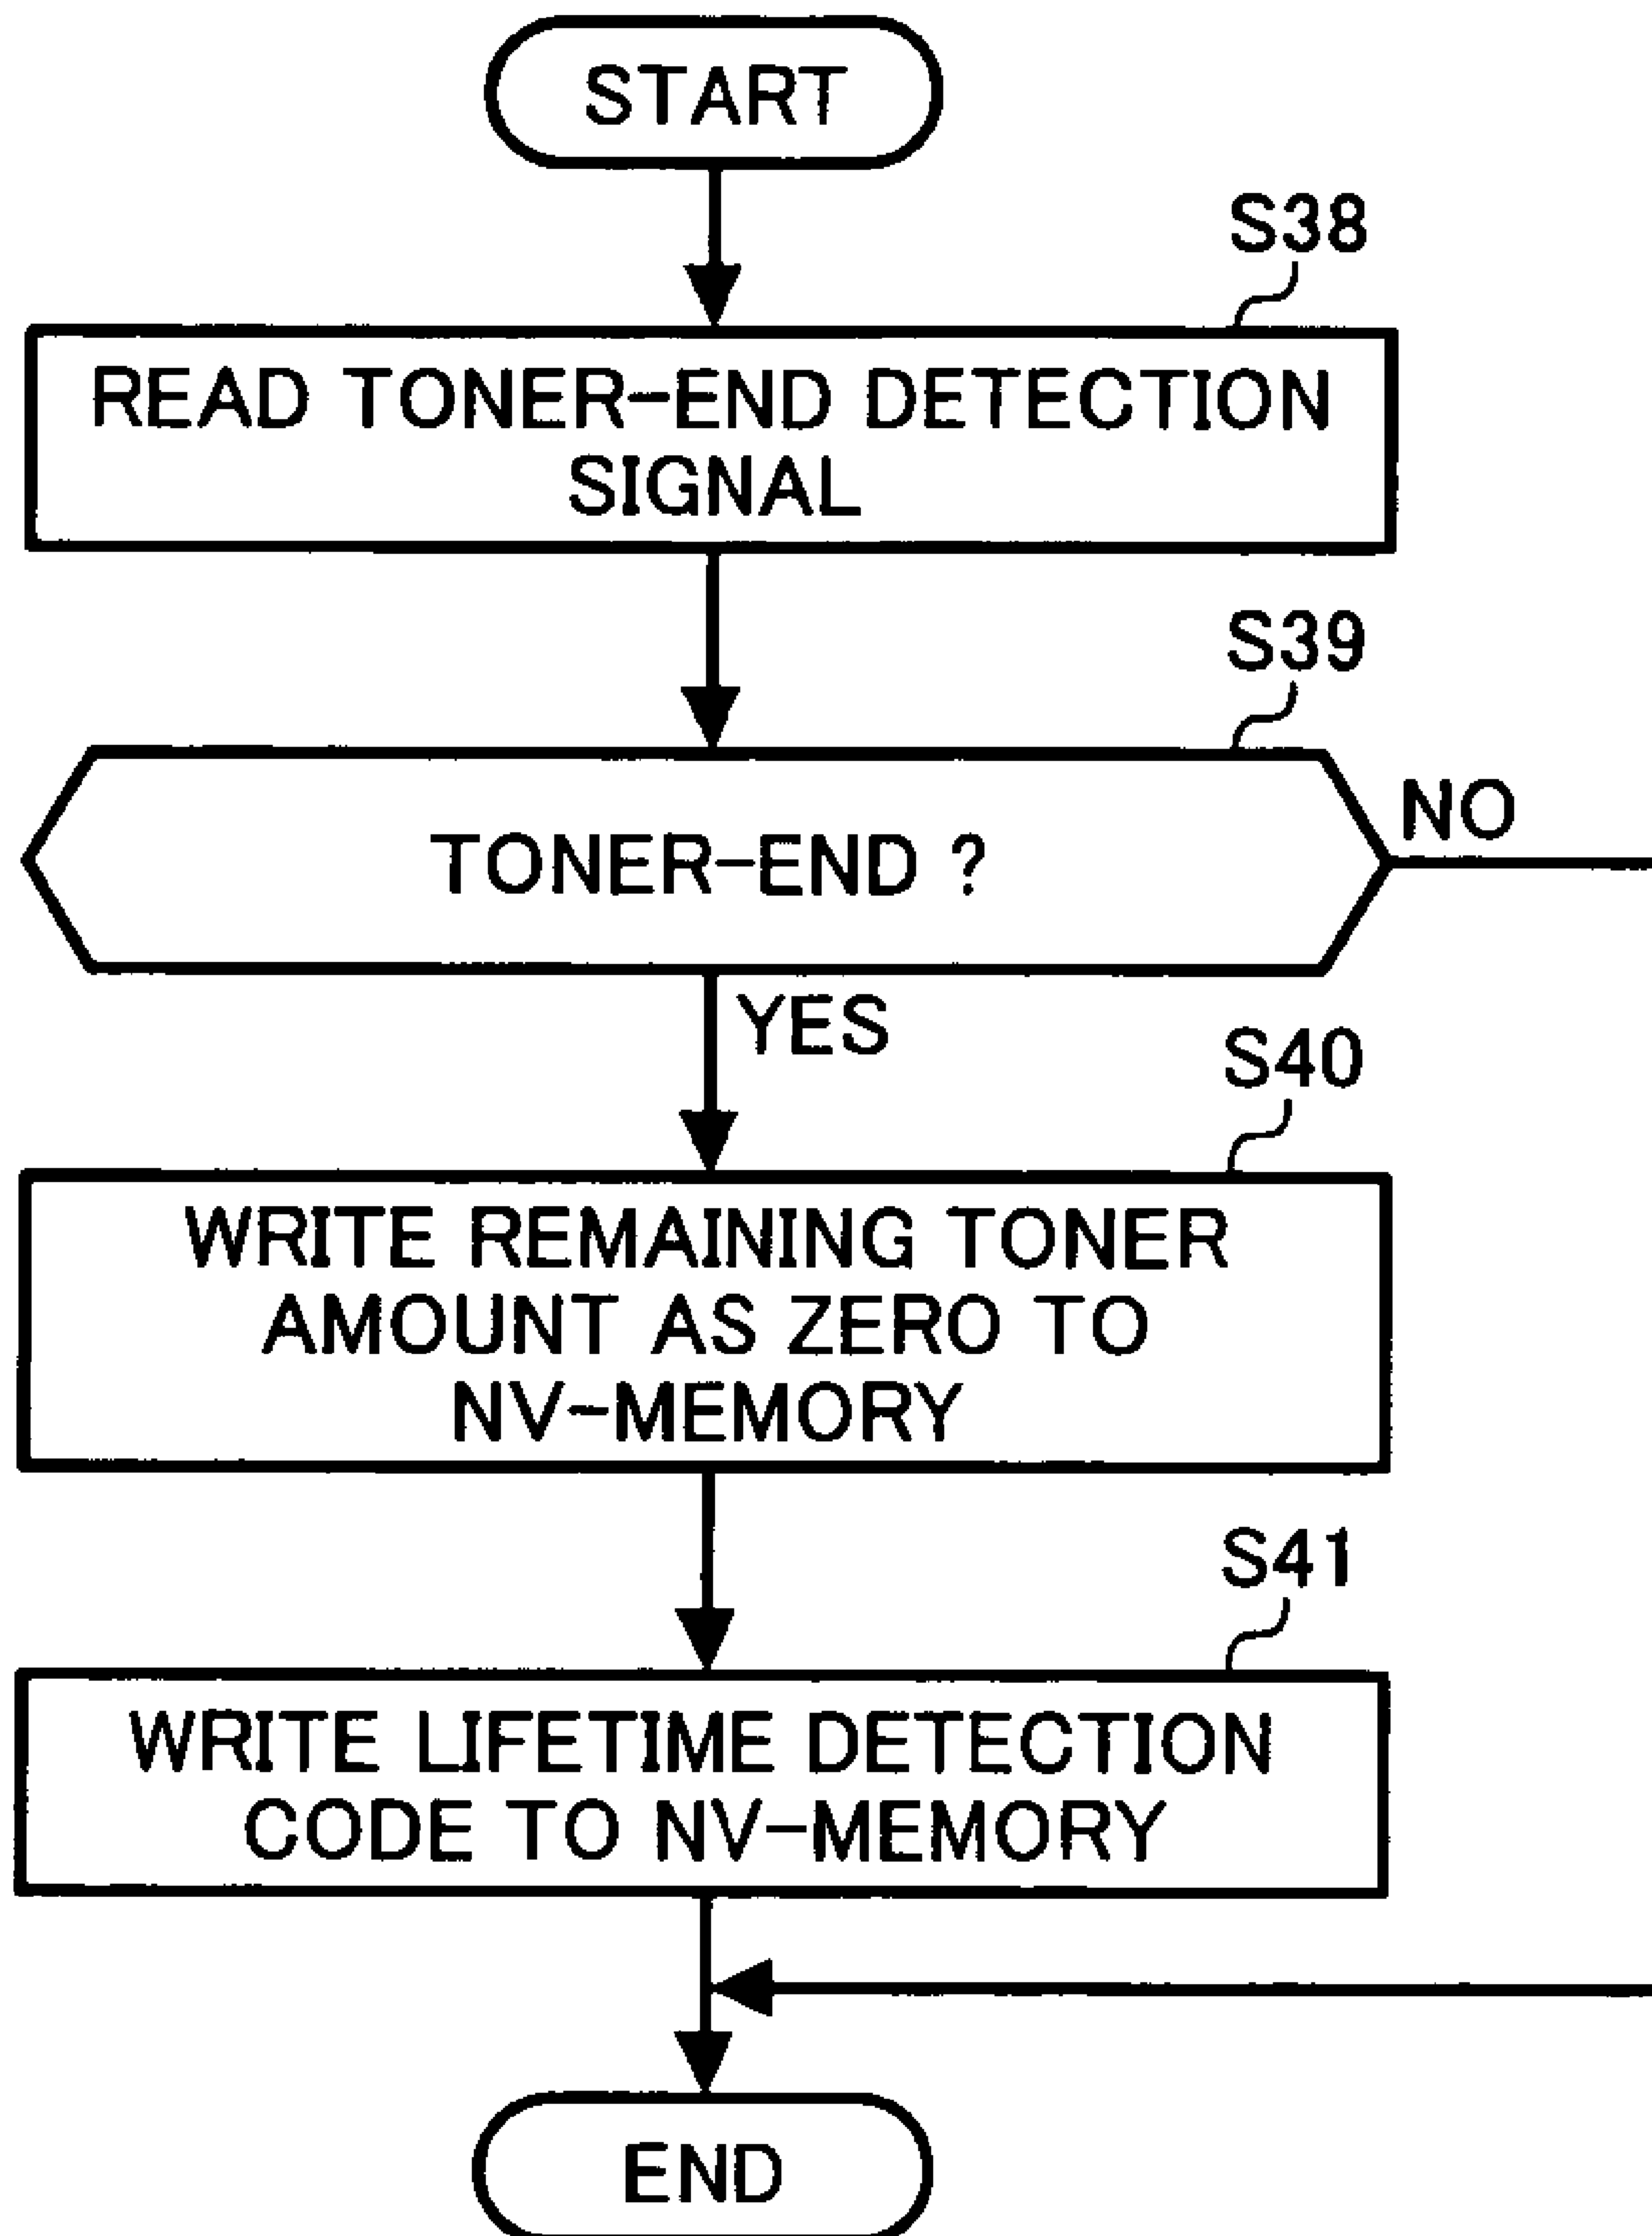 START
S38
READ TONER-END DETECTION
SIGNAL
S39
TONER-END ?
NO
YES
S40
WRITE REMAINING TONER
AMOUNT AS ZERO TO
NV-MEMORY
S41
WRITE LIFETIME DETECTION
CODE TO NV-MEMORY
END